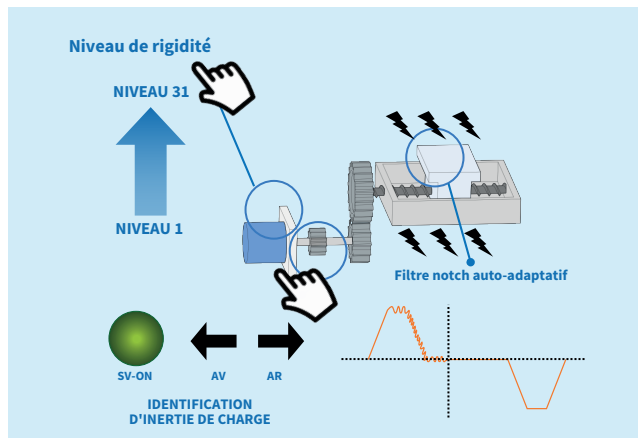 Niveau de rigidité
NIVEAU 31
NIVEAU 1
Filtre notch auto-adaptatif
SV-ON
AV
AR
IDENTIFICATION
D'INERTIE DE CHARGE